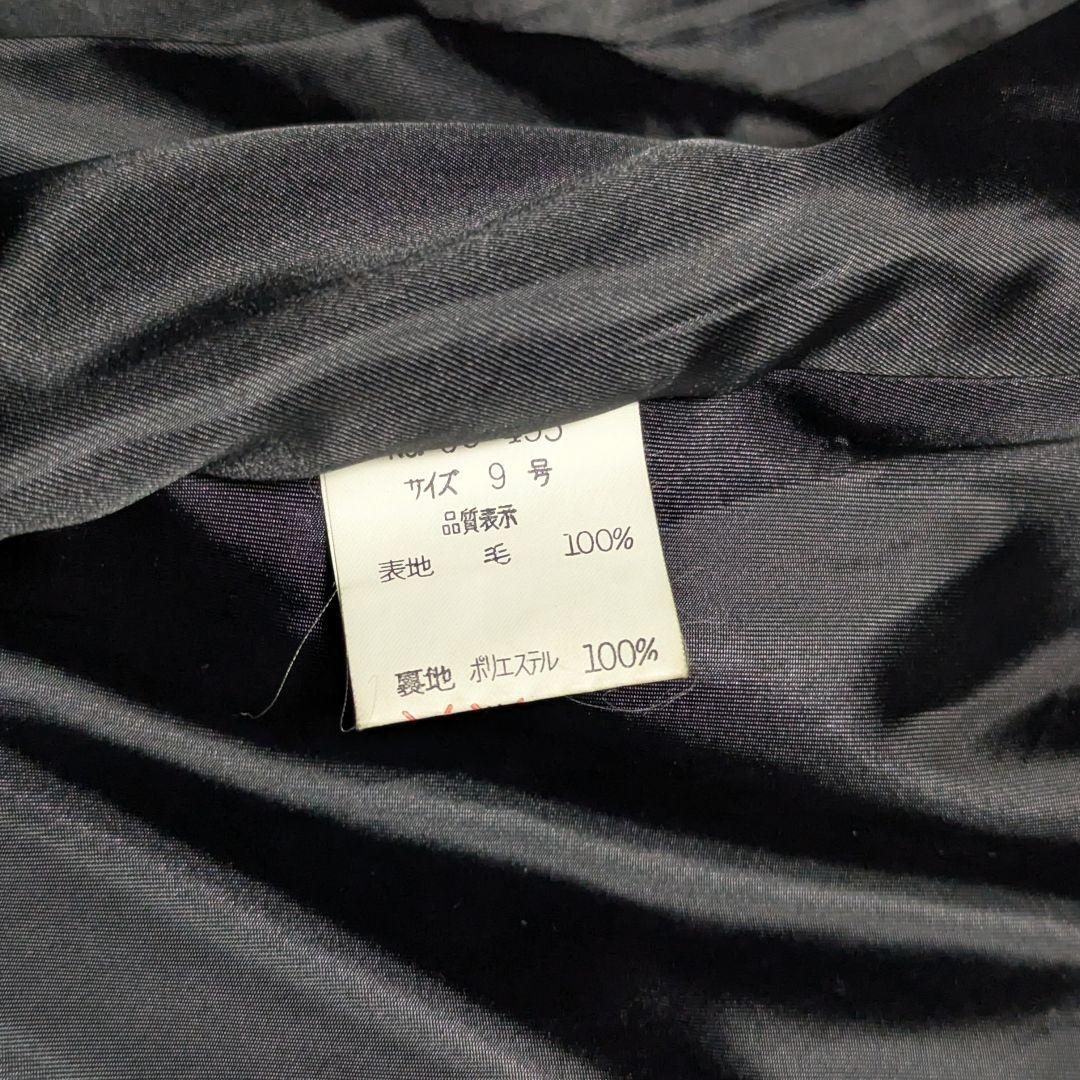 サイズ 9 号
品質表示
表地 毛 100%
裏地 ポリエステル 100%